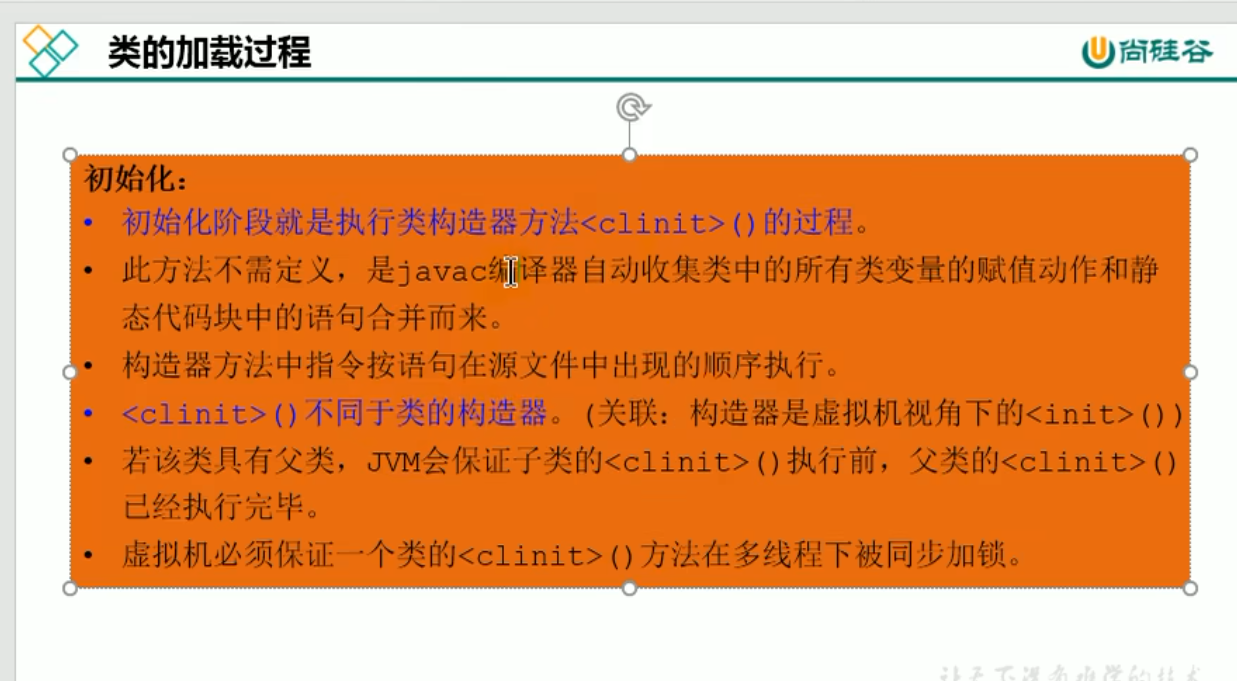 类的加载过程
尚硅谷
初始化：
• 初始化阶段就是执行类构造器方法<clinit>()的过程。
• 此方法不需定义，是javac编译器自动收集类中的所有类变量的赋值动作和静
态代码块中的语句合并而来。
• 构造器方法中指令按语句在源文件中出现的顺序执行。
• <clinit>()不同于类的构造器。(关联：构造器是虚拟机视角下的<init>())
• 若该类具有父类，JVM会保证子类的<clinit>()执行前，父类的<clinit>()
已经执行完毕。
• 虚拟机必须保证一个类的<clinit>()方法在多线程下被同步加锁。